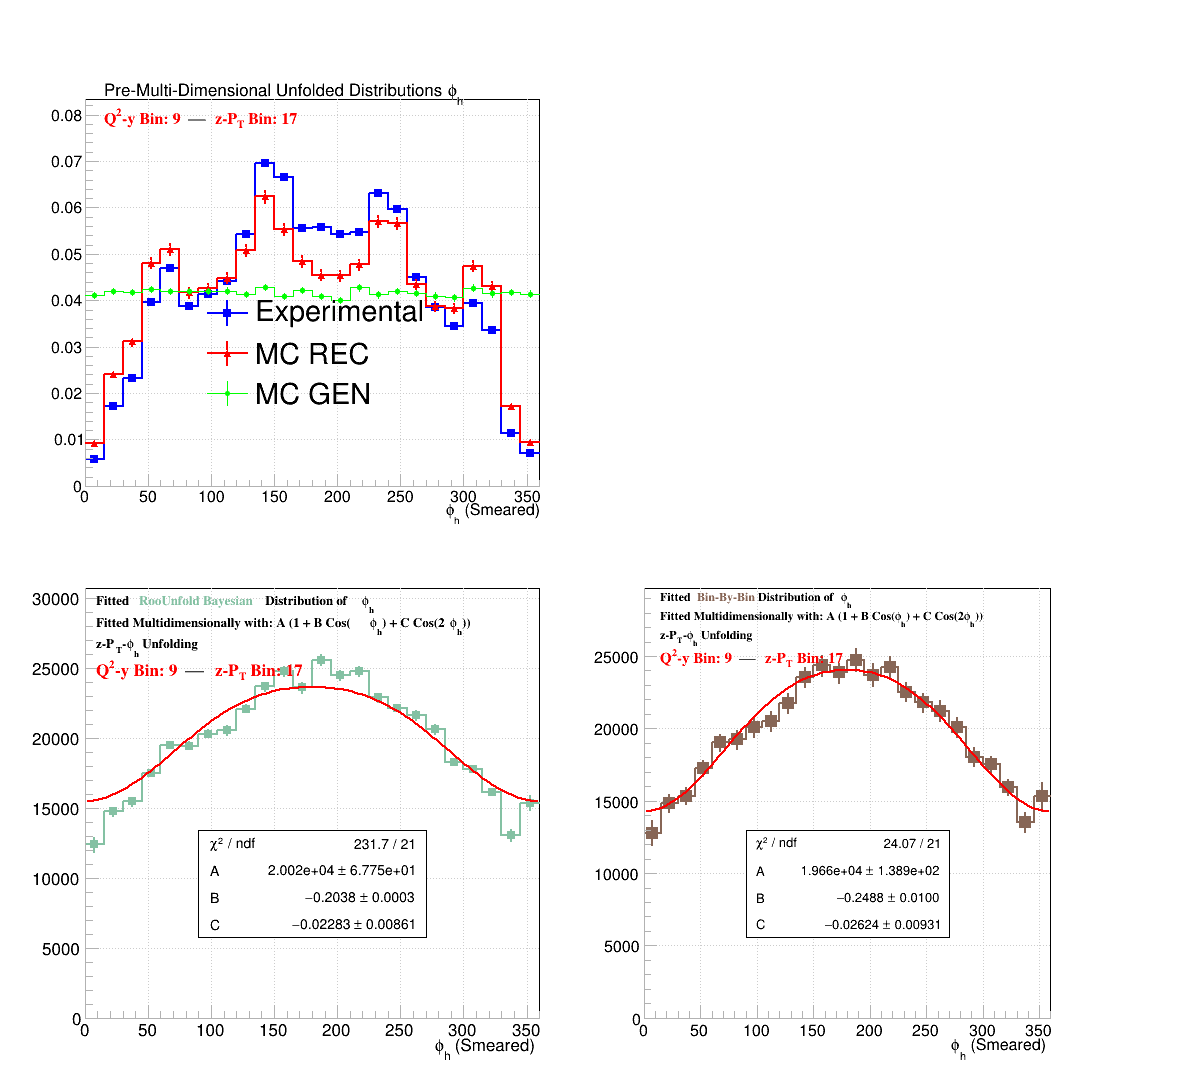 Pre-Multi-Dimensional Unfolded Distributions ϕh
Q²-y Bin: 9 — z-PT Bin: 17
0.08
0.07
0.06
0.05
0.04
0.03
0.02
0.01
0
Experimental
MC REC
MC GEN
0 50 100 150 200 250 300 350
ϕh (Smeared)
Fitted RooUnfold Bayesian Distribution of ϕh
Fitted Multidimensionally with: A (1 + B Cos( ϕh) + C Cos(2 ϕh))
z-PT-ϕh Unfolding
Q²-y Bin: 9 — z-PT Bin: 17
30000
25000
20000
15000
10000
5000
0
χ² / ndf 231.7 / 21
A 2.002e+04 ± 6.775e+01
B −0.2038 ± 0.0003
C −0.02283 ± 0.00861
0 50 100 150 200 250 300 350
ϕh (Smeared)
Fitted Bin-By-Bin Distribution of ϕh
Fitted Multidimensionally with: A (1 + B Cos(ϕh) + C Cos(2ϕh))
z-PT-ϕh Unfolding
Q²-y Bin: 9 — z-PT Bin: 17
25000
20000
15000
10000
5000
0
χ² / ndf 24.07 / 21
A 1.966e+04 ± 1.389e+02
B −0.2488 ± 0.0100
C −0.02624 ± 0.00931
0 50 100 150 200 250 300 350
ϕh (Smeared)